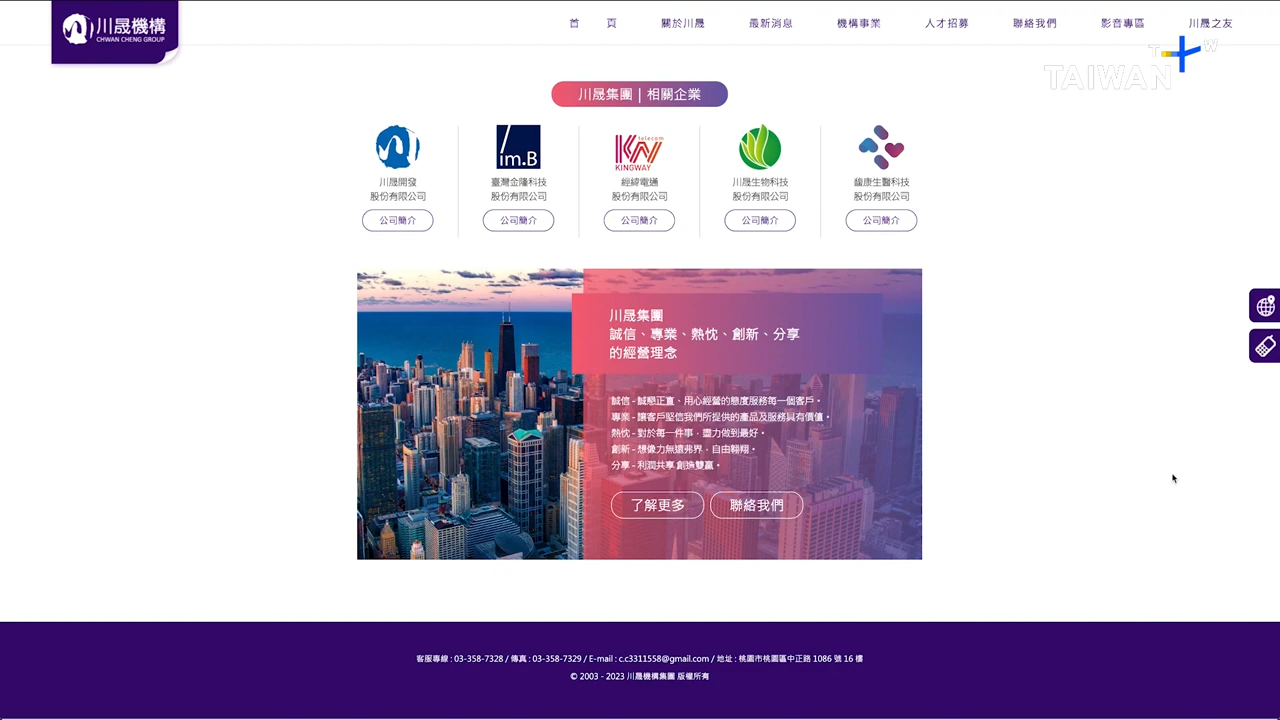 川晟機構
CHWAN CHENG GROUP
首 頁
關於川晟
最新消息
機構事業
人才招募
聯絡我們
影音專區
川晟之友
T W
TAIWAN
川晟集團 | 相關企業
im.B
telecom
KINGWAY
川晟開發
股份有限公司
公司簡介
臺灣金隆科技
股份有限公司
公司簡介
經緯電通
股份有限公司
公司簡介
川晟生物科技
股份有限公司
公司簡介
馥康生醫科技
股份有限公司
公司簡介
川晟集團
誠信、專業、熱忱、創新、分享
的經營理念
誠信 - 誠懇正直、用心經營的態度服務每一個客戶。
專業 - 讓客戶堅信我們所提供的產品及服務具有價值。
熱忱 - 對於每一件事，盡力做到最好。
創新 - 想像力無遠弗界，自由翱翔。
分享 - 利潤共享 創造雙贏。
了解更多
聯絡我們
客服專線 : 03-358-7328 / 傳真 : 03-358-7329 / E-mail : c.c3311558@gmail.com / 地址 : 桃園市桃園區中正路 1086 號 16 樓
© 2003 - 2023 川晟機構集團 版權所有